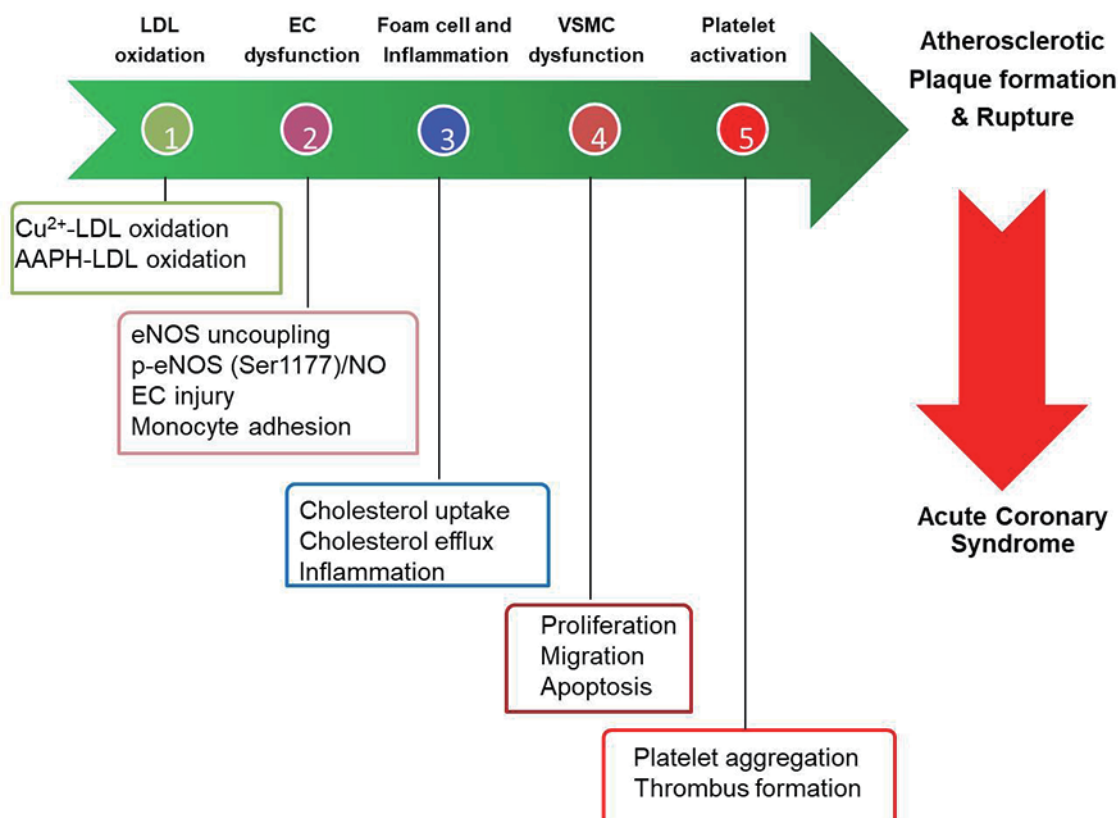 LDL
oxidation
EC
dysfunction
Foam cell and
Inflammation
VSMC
dysfunction
Platelet
activation
Atherosclerotic
Plaque formation
& Rupture
1
2
3
4
5
Cu²⁺-LDL oxidation
AAPH-LDL oxidation
eNOS uncoupling
p-eNOS (Ser1177)/NO
EC injury
Monocyte adhesion
Cholesterol uptake
Cholesterol efflux
Inflammation
Proliferation
Migration
Apoptosis
Platelet aggregation
Thrombus formation
Acute Coronary
Syndrome